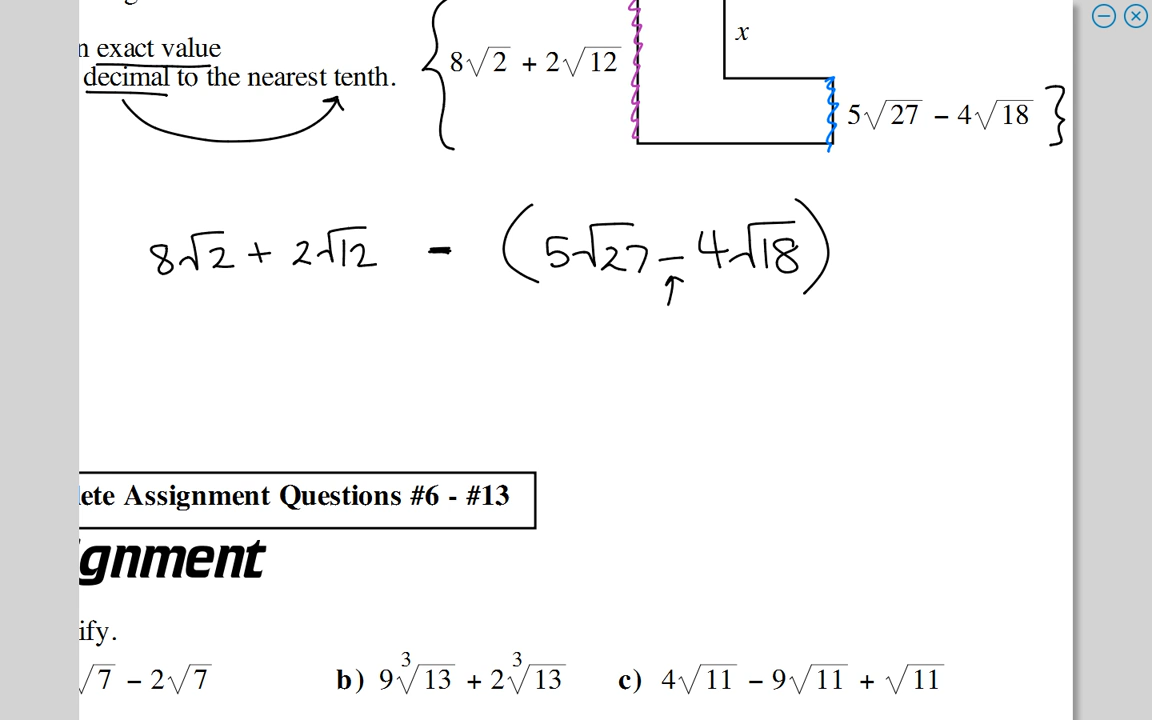 n exact value
decimal to the nearest tenth.
8√2 + 2√12
x
5√27 − 4√18
8√2 + 2√12 - (5√27 − 4√18)
ete Assignment Questions #6 - #13
gnment
ify.
√7 − 2√7 b) 9∛13 + 2∛13 c) 4√11 − 9√11 + √11